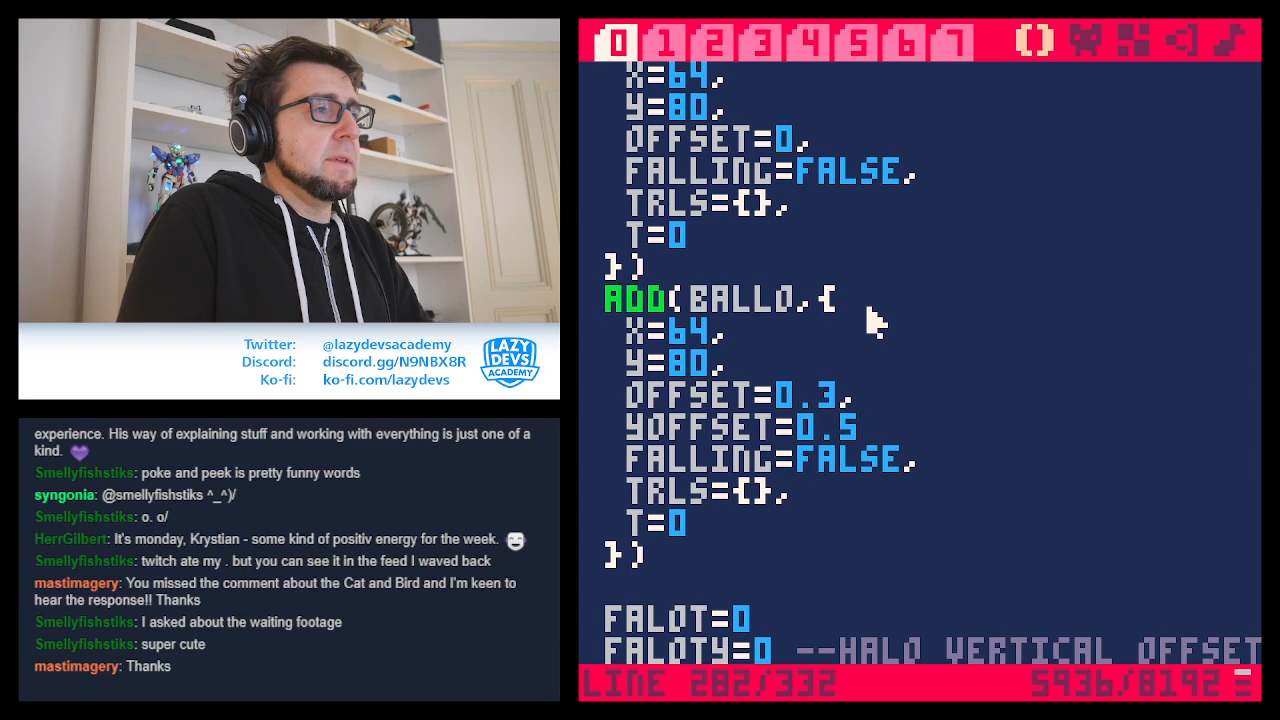 Twitter: @lazydevsacademy
Discord: discord.gg/N9NBX8R
Ko-fi: ko-fi.com/lazydevs
LAZY
DEVS
ACADEMY
experience. His way of explaining stuff and working with everything is just one of a
kind.
Smellyfishstiks: poke and peek is pretty funny words
syngonia: @smellyfishstiks ^_^)/
Smellyfishstiks: o. o/
HerrGilbert: It's monday, Krystian - some kind of positiv energy for the week.
Smellyfishstiks: twitch ate my . but you can see it in the feed I waved back
mastimagery: You missed the comment about the Cat and Bird and I'm keen to
hear the response!! Thanks
Smellyfishstiks: I asked about the waiting footage
Smellyfishstiks: super cute
mastimagery: Thanks
0 1 2 3 4 5 6 7 ()
X=64,
Y=80,
OFFSET=0,
FALLING=FALSE,
TRLS={},
T=0
})
ADD(BALLO,{
X=64,
Y=80,
OFFSET=0.3,
YOFFSET=0.5
FALLING=FALSE,
TRLS={},
T=0
})
FALOT=0
FALOTY=0 --HALO VERTICAL OFFSET
LINE 282/332 5936/8192